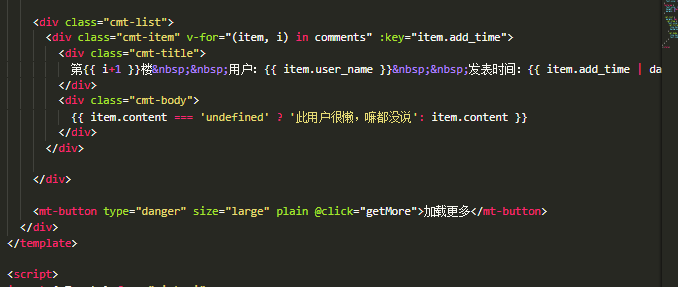 <div class="cmt-list">
<div class="cmt-item" v-for="(item, i) in comments" :key="item.add_time">
<div class="cmt-title">
第{{ i+1 }}楼&nbsp;&nbsp;用户: {{ item.user_name }}&nbsp;&nbsp;发表时间: {{ item.add_time | da
</div>
<div class="cmt-body">
{{ item.content === 'undefined' ? '此用户很懒，嘛都没说': item.content }}
</div>
</div>
</div>
<mt-button type="danger" size="large" plain @click="getMore">加载更多</mt-button>
</div>
</template>
<script>